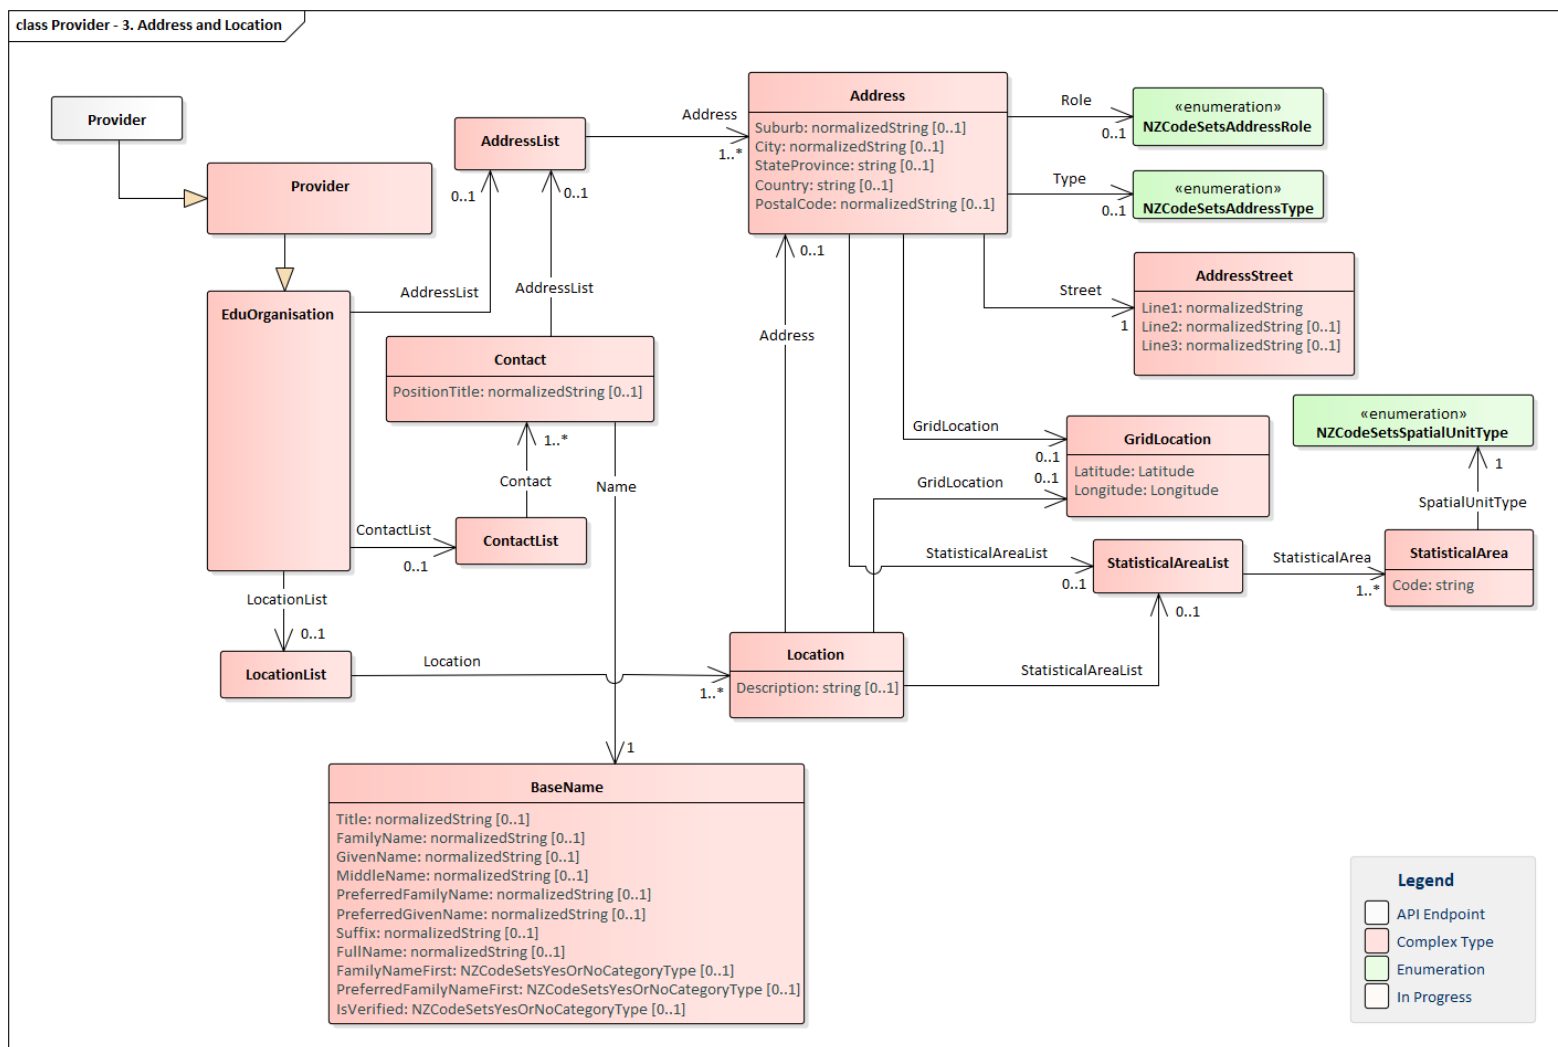 class Provider - 3. Address and Location
Provider
Provider
EduOrganisation
AddressList
0..1
0..1
AddressList
AddressList
Address
1..*
Address
Suburb: normalizedString [0..1]
City: normalizedString [0..1]
StateProvince: string [0..1]
Country: string [0..1]
PostalCode: normalizedString [0..1]
Role
0..1
«enumeration»
NZCodeSetsAddressRole
Type
0..1
«enumeration»
NZCodeSetsAddressType
Street
1
AddressStreet
Line1: normalizedString
Line2: normalizedString [0..1]
Line3: normalizedString [0..1]
0..1
Address
Contact
PositionTitle: normalizedString [0..1]
1..*
Contact
Name
ContactList
0..1
ContactList
GridLocation
0..1
0..1
GridLocation
GridLocation
Latitude: Latitude
Longitude: Longitude
«enumeration»
NZCodeSetsSpatialUnitType
1
SpatialUnitType
StatisticalAreaList
0..1
StatisticalAreaList
StatisticalArea
1..*
StatisticalArea
Code: string
0..1
StatisticalAreaList
LocationList
0..1
LocationList
Location
1..*
Location
Description: string [0..1]
1
BaseName
Title: normalizedString [0..1]
FamilyName: normalizedString [0..1]
GivenName: normalizedString [0..1]
MiddleName: normalizedString [0..1]
PreferredFamilyName: normalizedString [0..1]
PreferredGivenName: normalizedString [0..1]
Suffix: normalizedString [0..1]
FullName: normalizedString [0..1]
FamilyNameFirst: NZCodeSetsYesOrNoCategoryType [0..1]
PreferredFamilyNameFirst: NZCodeSetsYesOrNoCategoryType [0..1]
IsVerified: NZCodeSetsYesOrNoCategoryType [0..1]
Legend
API Endpoint
Complex Type
Enumeration
In Progress